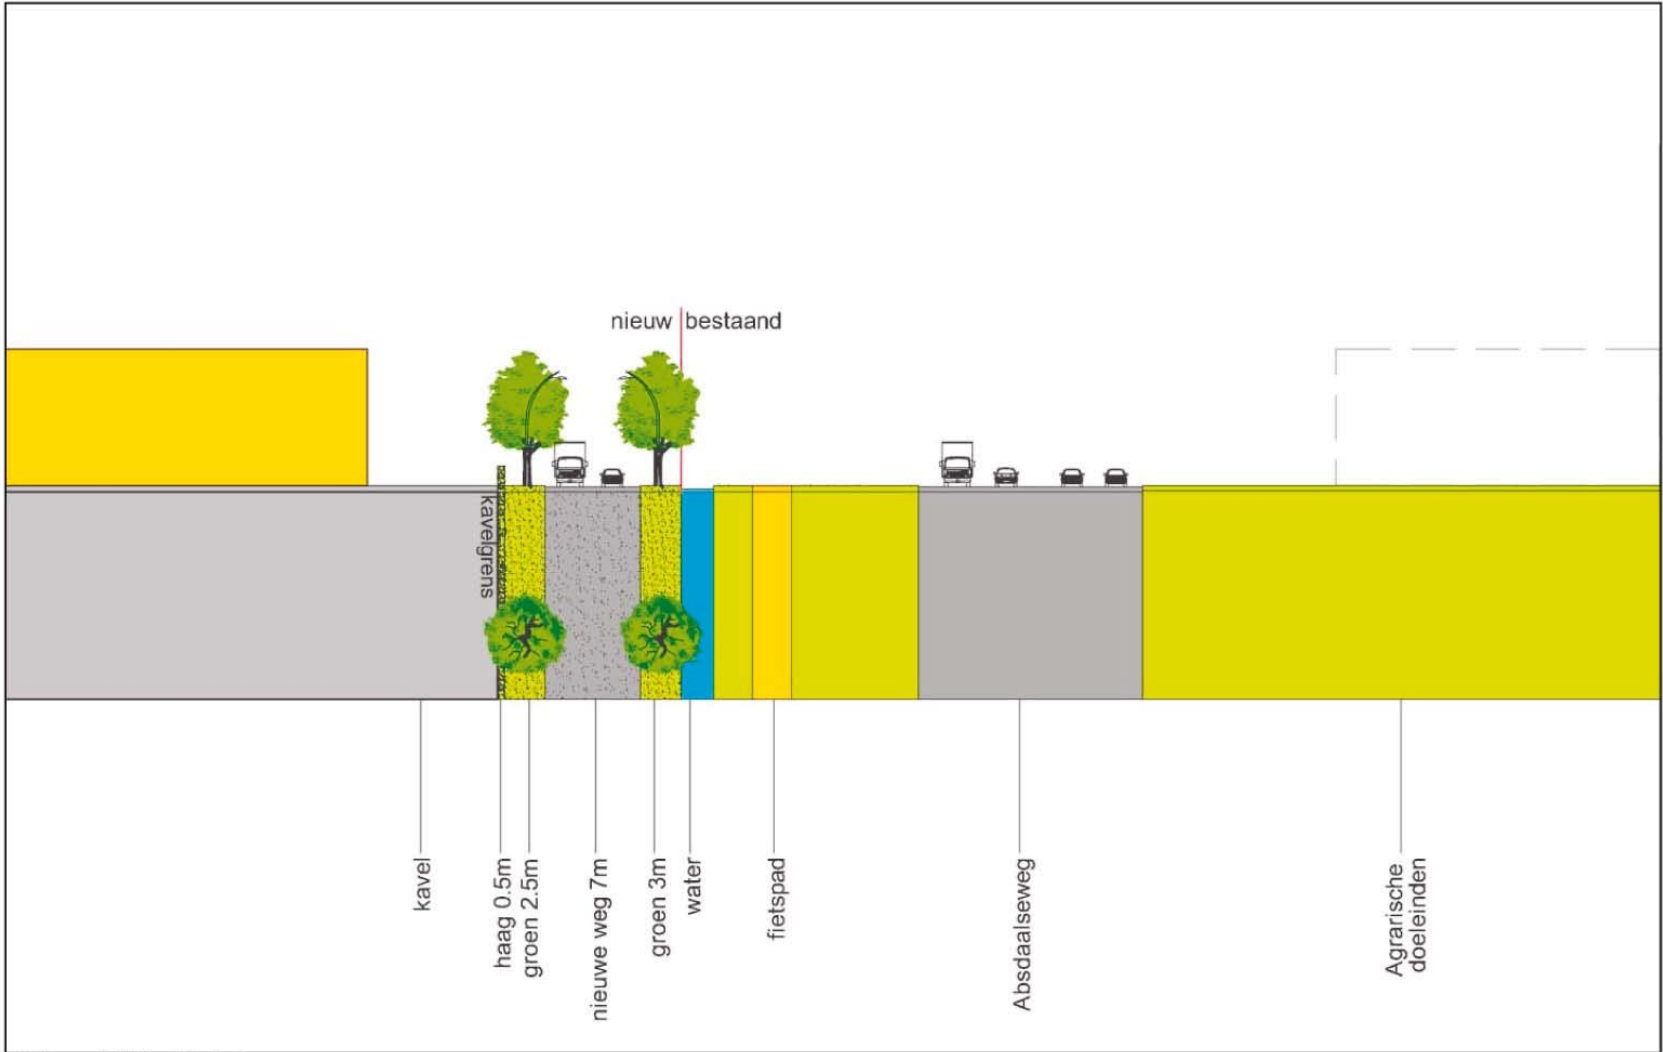 nieuw bestaand
kavelgrens
kavel
haag 0.5m
groen 2.5m
nieuwe weg 7m
groen 3m
water
fietspad
Absdaalseweg
Agrarische
doeleinden